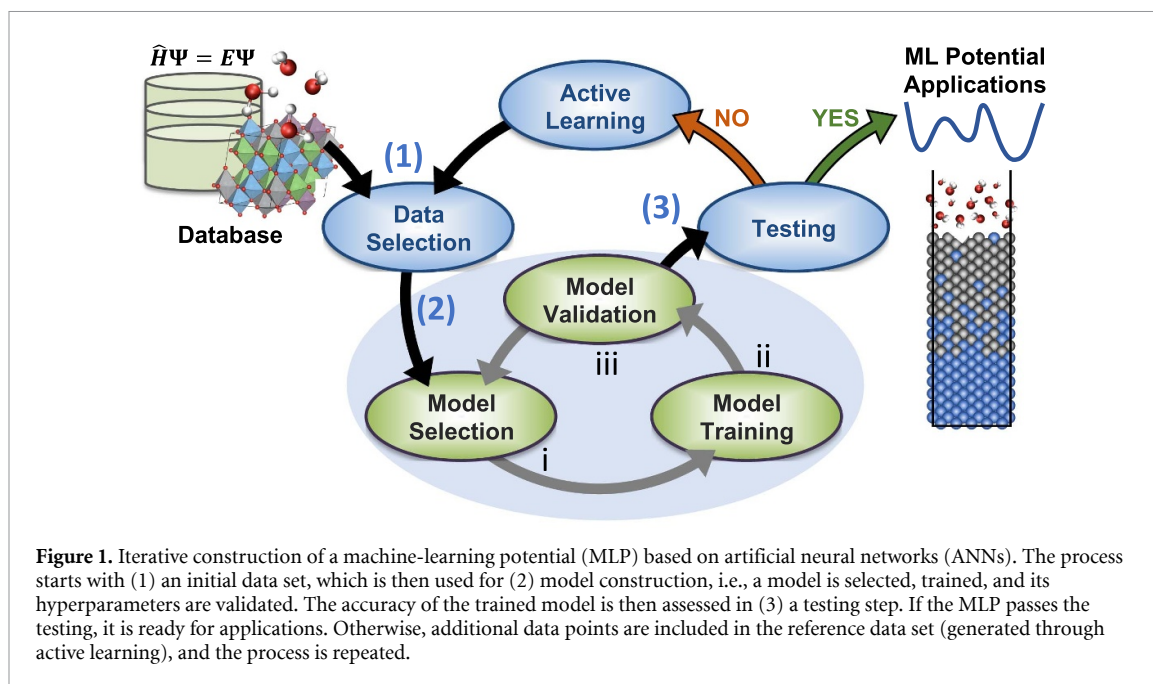 ĤΨ = EΨ
Database
(1)
Active
Learning
NO
YES
ML Potential
Applications
Data
Selection
(3)
Testing
(2)
Model
Validation
iii
ii
Model
Selection
i
Model
Training
Figure 1. Iterative construction of a machine-learning potential (MLP) based on artificial neural networks (ANNs). The process
starts with (1) an initial data set, which is then used for (2) model construction, i.e., a model is selected, trained, and its
hyperparameters are validated. The accuracy of the trained model is then assessed in (3) a testing step. If the MLP passes the
testing, it is ready for applications. Otherwise, additional data points are included in the reference data set (generated through
active learning), and the process is repeated.